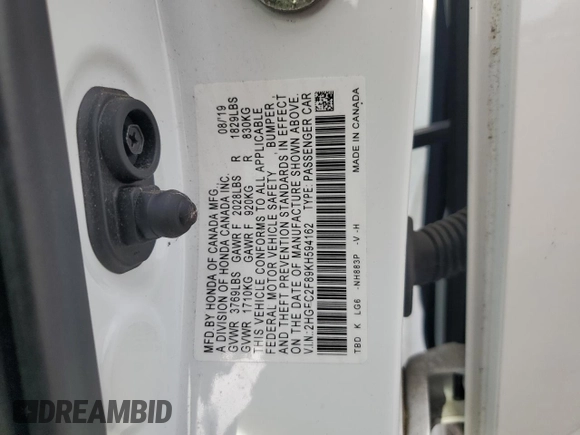 MFD BY HONDA OF CANADA MFG. 08/'19
A DIVISION OF HONDA CANADA INC.
GVWR 3769LBS GAWR F 2028LBS R 1829LBS
GVWR 1710KG GAWR F 920KG R 830KG
THIS VEHICLE CONFORMS TO ALL APPLICABLE
FEDERAL MOTOR VEHICLE SAFETY , BUMPER
AND THEFT PREVENTION STANDARDS IN EFFECT
ON THE DATE OF MANUFACTURE SHOWN ABOVE.
V.I.N.: 2HGFC2F89KH594162 TYPE: PASSENGER CAR
TBD K LG6 -NH883P -V -H MADE IN CANADA
DREAMBID